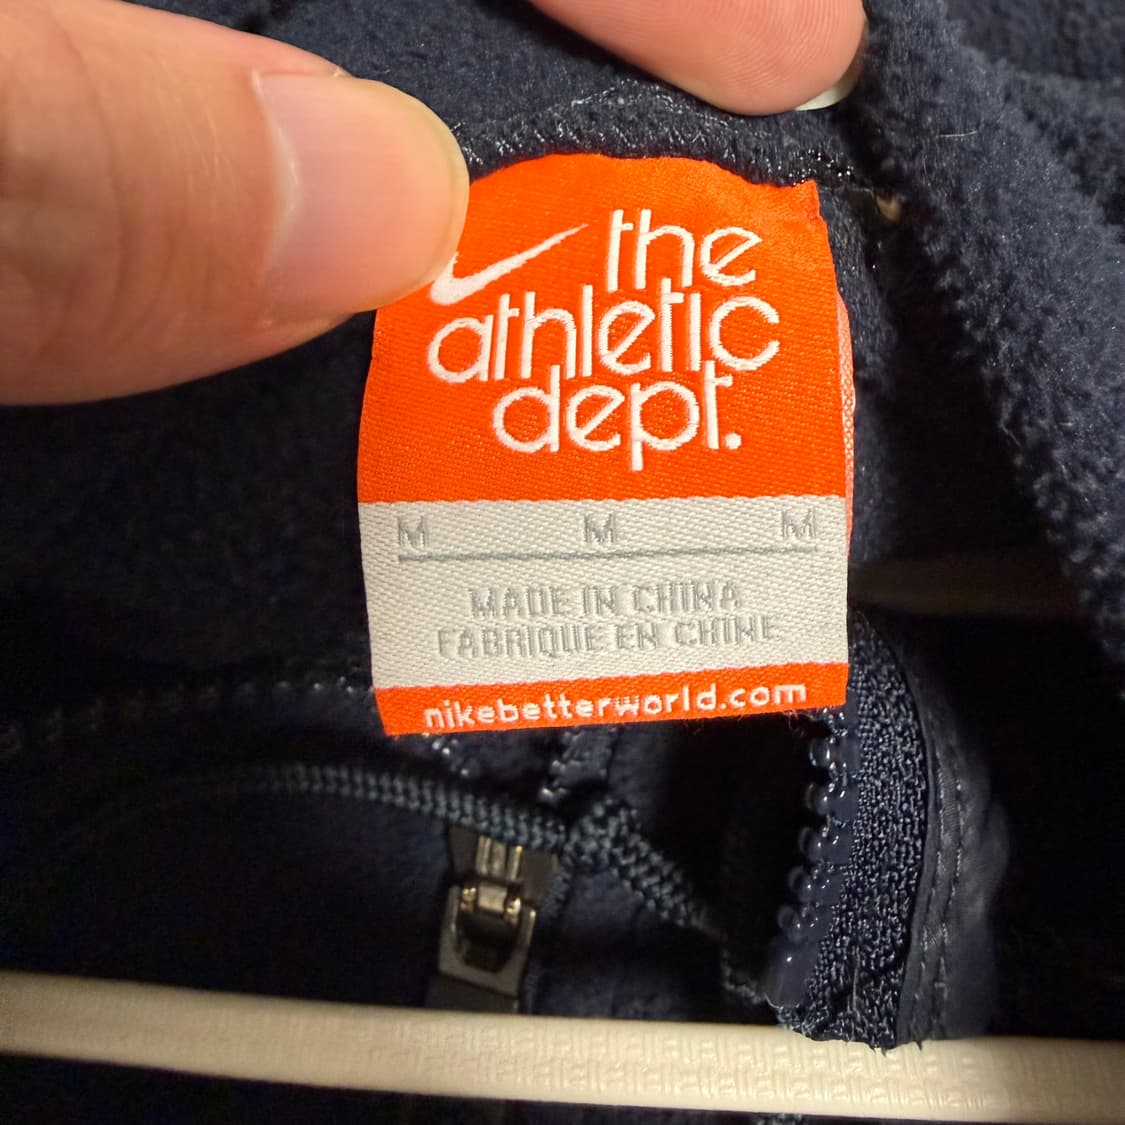 the
athletic
dept.
M M M
MADE IN CHINA
FABRIQUE EN CHINE
nikebetterworld.com